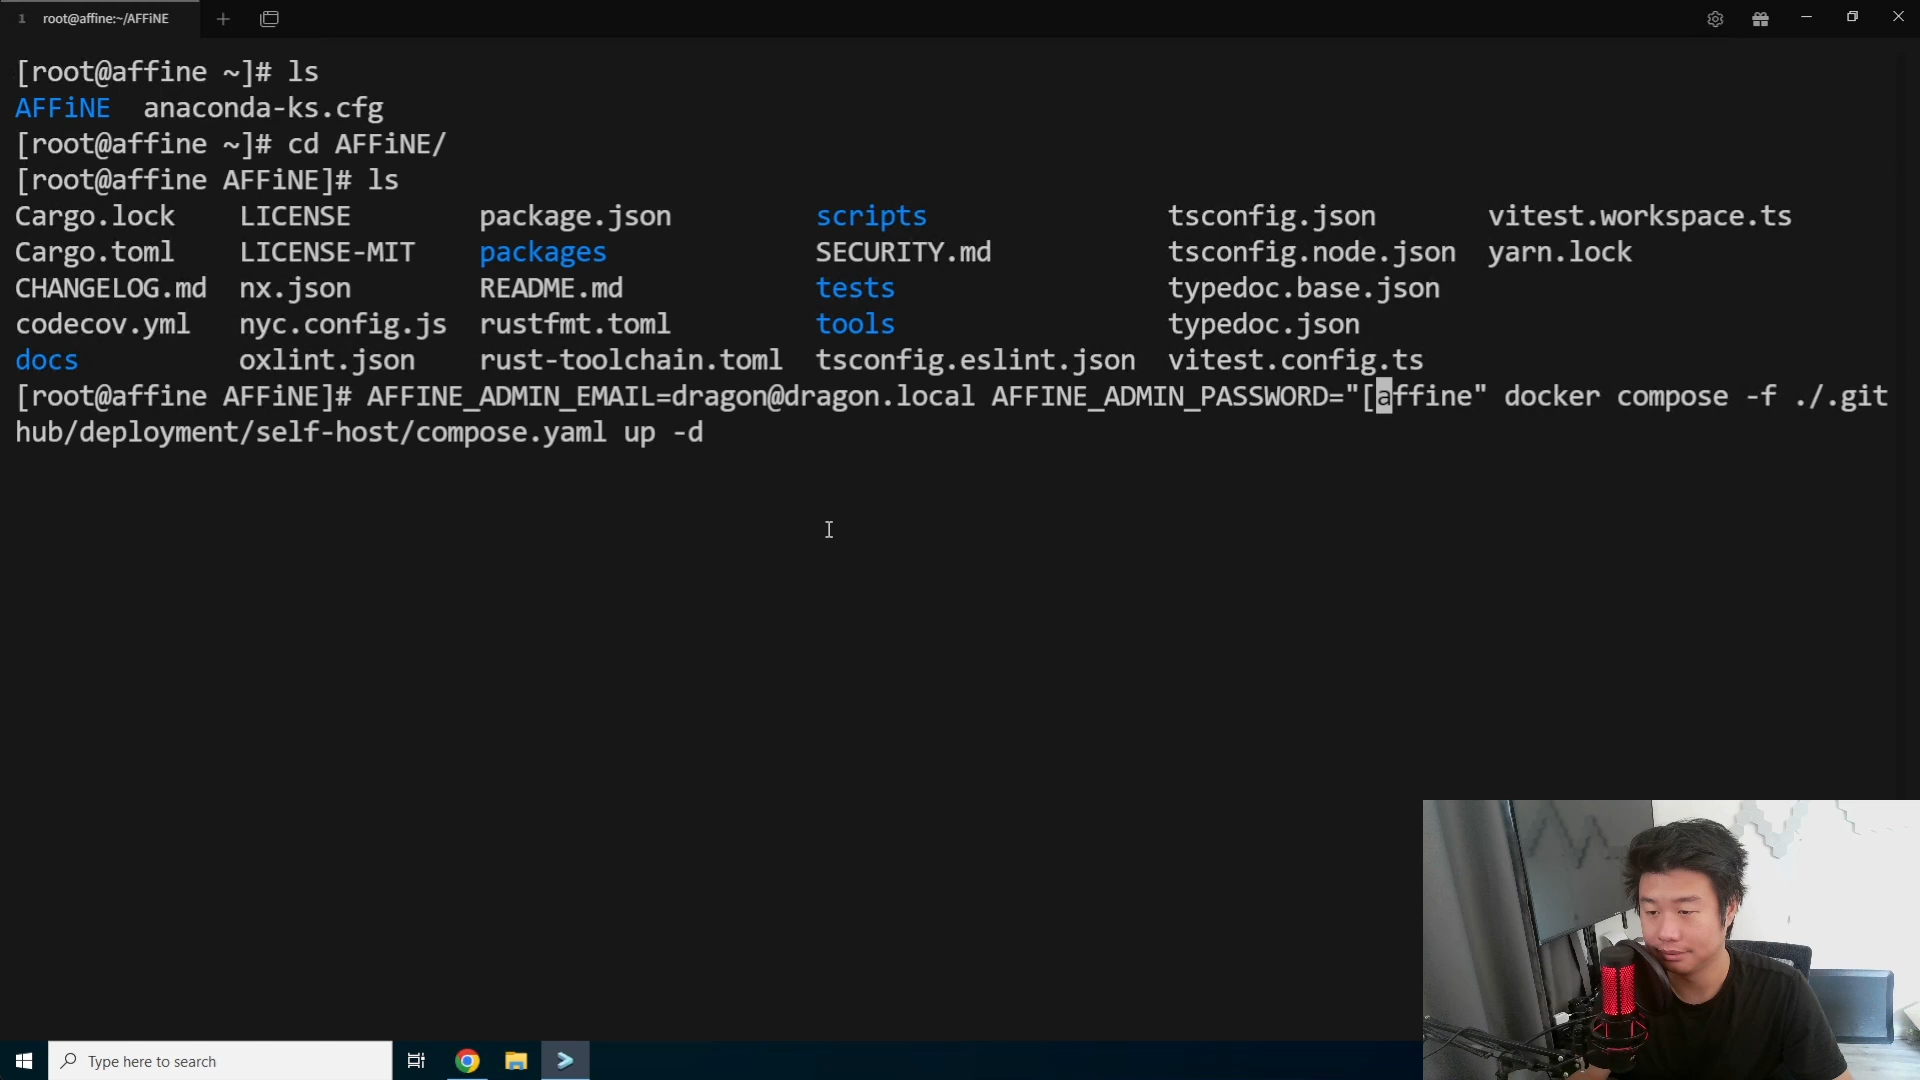 1 root@affine:~/AFFiNE
[root@affine ~]# ls
AFFiNE anaconda-ks.cfg
[root@affine ~]# cd AFFiNE/
[root@affine AFFiNE]# ls
Cargo.lock LICENSE package.json scripts tsconfig.json vitest.workspace.ts
Cargo.toml LICENSE-MIT packages SECURITY.md tsconfig.node.json yarn.lock
CHANGELOG.md nx.json README.md tests typedoc.base.json
codecov.yml nyc.config.js rustfmt.toml tools typedoc.json
docs oxlint.json rust-toolchain.toml tsconfig.eslint.json vitest.config.ts
[root@affine AFFiNE]# AFFINE_ADMIN_EMAIL=dragon@dragon.local AFFINE_ADMIN_PASSWORD="[affine" docker compose -f ./.git
hub/deployment/self-host/compose.yaml up -d
Type here to search